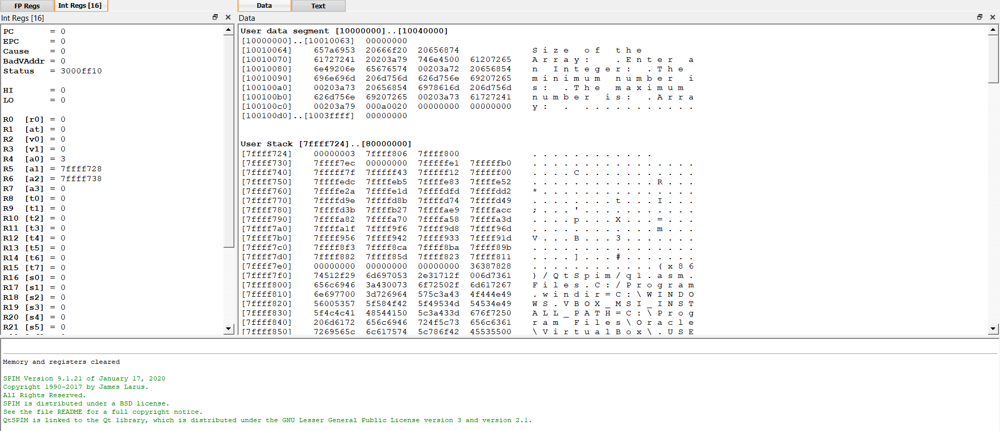 FP Regs Int Regs [16] Data Text
Int Regs [16]
PC = 0
EPC = 0
Cause = 0
BadVAddr = 0
Status = 3000ff10
HI = 0
LO = 0
R0 [r0] = 0
R1 [at] = 0
R2 [v0] = 0
R3 [v1] = 0
R4 [a0] = 3
R5 [a1] = 7ffff728
R6 [a2] = 7ffff738
R7 [a3] = 0
R8 [t0] = 0
R9 [t1] = 0
R10 [t2] = 0
R11 [t3] = 0
R12 [t4] = 0
R13 [t5] = 0
R14 [t6] = 0
R15 [t7] = 0
R16 [s0] = 0
R17 [s1] = 0
R18 [s2] = 0
R19 [s3] = 0
R20 [s4] = 0
R21 [s5] = 0
Data
User data segment [10000000]..[10040000]
[10000000]..[10010063] 00000000
[10010064] 657a6953 20666f20 20656874 S i z e o f t h e
[10010070] 61727241 20203a79 746e4500 61207265 A r r a y : . E n t e r a
[10010080] 6e49206e 65676574 00203a72 20656854 n I n t e g e r : . T h e
[10010090] 696e696d 206d756d 626d756e 69207265 m i n i m u m n u m b e r i
[100100a0] 00203a73 20656854 6978616d 206d756d s : . T h e m a x i m u m
[100100b0] 626d756e 69207265 00203a73 61727241 n u m b e r i s : . A r r a
[100100c0] 00203a79 000a0020 00000000 00000000 y : . . . . . . . . . . .
[100100d0]..[1003ffff] 00000000
User Stack [7ffff724]..[80000000]
[7ffff724] 00000003 7ffff806 7ffff800 . . . . . . . . . . . .
[7ffff730] 7ffff7ec 00000000 7fffffe1 7fffffb0 . . . . . . . . . . . . . . . .
[7ffff740] 7fffff7f 7fffff43 7fffff12 7fffff00 . . . . C . . . . . . . . . . .
[7ffff750] 7ffffedc 7ffffeb5 7ffffe83 7ffffe52 . . . . . . . . . . . . R . . .
[7ffff760] 7ffffe2a 7ffffe1d 7ffffdfd 7ffffdd2 * . . . . . . . . . . . . . . .
[7ffff770] 7ffffd9e 7ffffd8b 7ffffd74 7ffffd49 . . . . . . . . t . . . I . . .
[7ffff780] 7ffffd3b 7ffffb27 7ffffae9 7ffffacc ; . . . ' . . . . . . . . . . .
[7ffff790] 7ffffa82 7ffffa70 7ffffa58 7ffffa3d . . . . p . . . X . . . = . . .
[7ffff7a0] 7ffffa1f 7ffff9f6 7ffff9d8 7ffff96d . . . . . . . . . . . . m . . .
[7ffff7b0] 7ffff956 7ffff942 7ffff933 7ffff91d V . . . B . . . 3 . . . . . . .
[7ffff7c0] 7ffff8f3 7ffff8ca 7ffff8ba 7ffff89b . . . . . . . . . . . . . . . .
[7ffff7d0] 7ffff882 7ffff85d 7ffff823 7ffff811 . . . . ] . . . # . . . . . . .
[7ffff7e0] 00000000 00000000 00000000 36387828 . . . . . . . . . . . . ( x 8 6
[7ffff7f0] 74512f29 6d697053 2e31712f 006d7361 ) / Q t S p i m / q 1 . a s m .
[7ffff800] 656c6946 3a430073 6f72502f 6d617267 F i l e s . C : / P r o g r a m
[7ffff810] 6e697700 3d726964 575c3a43 4f444e49 . w i n d i r = C : \ W I N D O
[7ffff820] 56005357 5f584f42 5f49534d 54534e49 W S . V B O X _ M S I _ I N S T
[7ffff830] 5f4c4c41 48544150 5c3a433d 676f7250 A L L _ P A T H = C : \ P r o g
[7ffff840] 206d6172 656c6946 724f5c73 656c6361 r a m F i l e s \ O r a c l e
[7ffff850] 7269565c 6c617574 5c786f42 45535500 \ V i r t u a l B o x \ . U S E
Memory and registers cleared
SPIM Version 9.1.21 of January 17, 2020
Copyright 1990-2017 by James Larus.
All Rights Reserved.
SPIM is distributed under a BSD license.
See the file README for a full copyright notice.
QtSPIM is linked to the Qt library, which is distributed under the GNU Lesser General Public License version 3 and version 2.1.